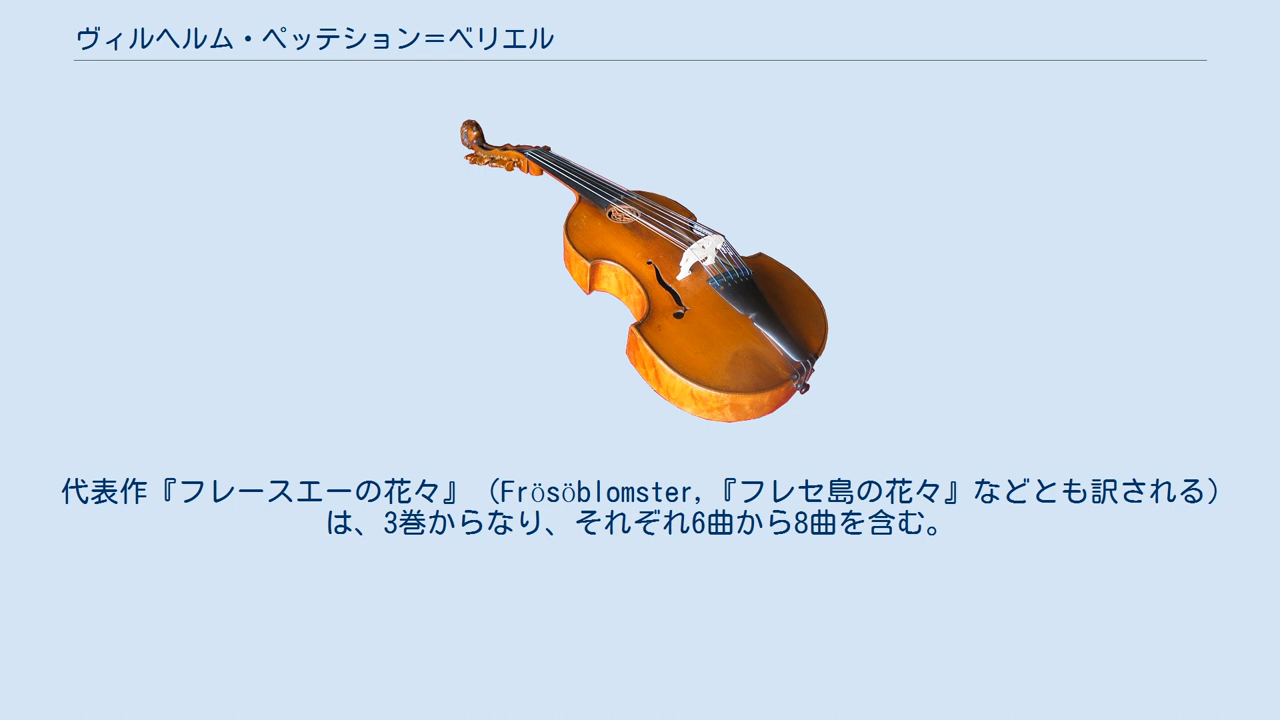 ヴィルヘルム・ペッテション＝ベリエル
代表作『フレースエーの花々』（Frösöblomster,『フレセ島の花々』などとも訳される）
は、3巻からなり、それぞれ6曲から8曲を含む。